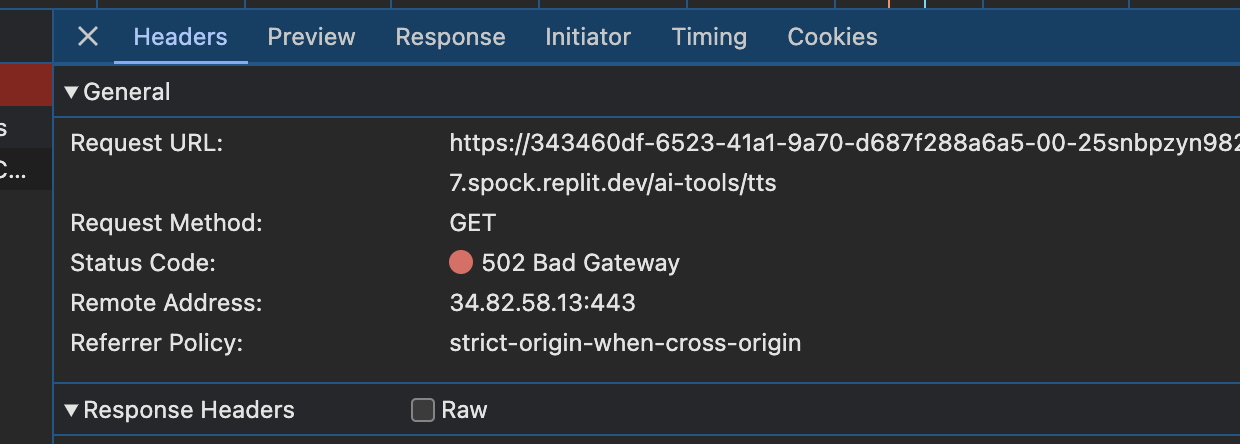 Headers Preview Response Initiator Timing Cookies
General
Request URL: https://343460df-6523-41a1-9a70-d687f288a6a5-00-25snbpzyn982
7.spock.replit.dev/ai-tools/tts
Request Method: GET
Status Code: 502 Bad Gateway
Remote Address: 34.82.58.13:443
Referrer Policy: strict-origin-when-cross-origin
Response Headers Raw
s
C...